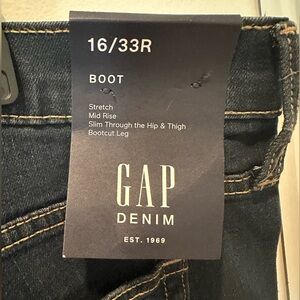 16/33R
BOOT
Stretch
Mid Rise
Slim Through the Hip & Thigh
Bootcut Leg
GAP
DENIM
EST. 1969